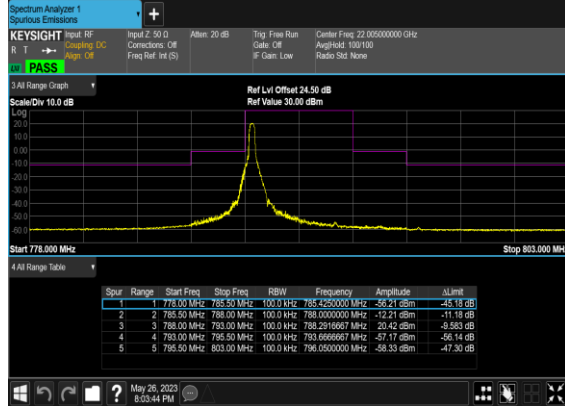 Spectrum Analyzer 1
Spurious Emissions
KEYSIGHT Input: RF Input Z: 50 Ω Atten: 20 dB Trig: Free Run Center Freq: 22.005000000 GHz
R T Coupling: DC Corrections: Off Gate: Off Avg|Hold: 100/100
Align: Off Freq Ref: Int (S) IF Gain: Low Radio Std: None
PASS
3 All Range Graph
Ref Lvl Offset 24.50 dB
Scale/Div 10.0 dB Ref Value 30.00 dBm
Log
20.0
10.0
0.00
-10.0
-20.0
-30.0
-40.0
-50.0
-60.0
Start 778.000 MHz Stop 803.000 MH
4 All Range Table
Spur Range Start Freq Stop Freq RBW Frequency Amplitude ΔLimit
1 1 778.00 MHz 785.50 MHz 100.0 kHz 785.4250000 MHz -56.21 dBm -45.18 dB
2 2 785.50 MHz 788.00 MHz 100.0 kHz 788.0000000 MHz -12.21 dBm -11.18 dB
3 3 788.00 MHz 793.00 MHz 100.0 kHz 788.2916667 MHz 20.42 dBm -9.583 dB
4 4 793.00 MHz 795.50 MHz 100.0 kHz 793.6666667 MHz -57.17 dBm -56.14 dB
5 5 795.50 MHz 803.00 MHz 100.0 kHz 796.0500000 MHz -58.33 dBm -47.30 dB
? May 26, 2023
8:03:44 PM